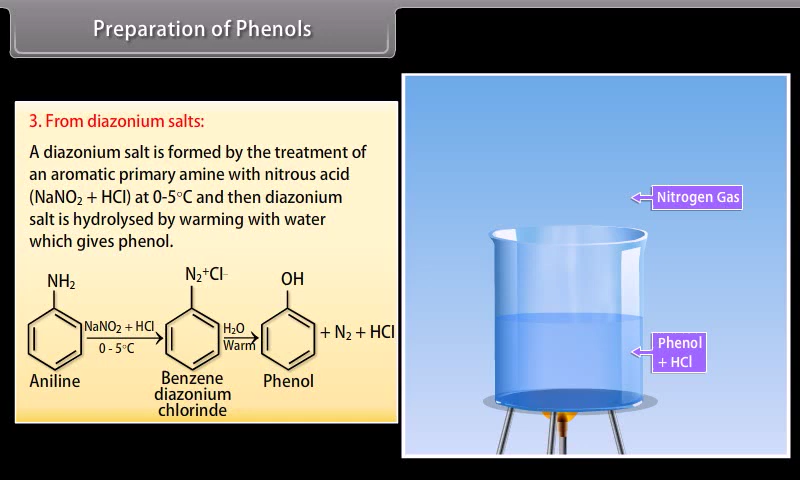 Preparation of Phenols
3. From diazonium salts:
A diazonium salt is formed by the treatment of
an aromatic primary amine with nitrous acid
(NaNO₂ + HCl) at 0-5°C and then diazonium
salt is hydrolysed by warming with water
which gives phenol.
NH₂
N₂⁺Cl⁻
OH
NaNO₂ + HCl
0 - 5°C
H₂O
Warm
+ N₂ + HCl
Aniline
Benzene
diazonium
chlorinde
Phenol
Nitrogen Gas
Phenol
+ HCl